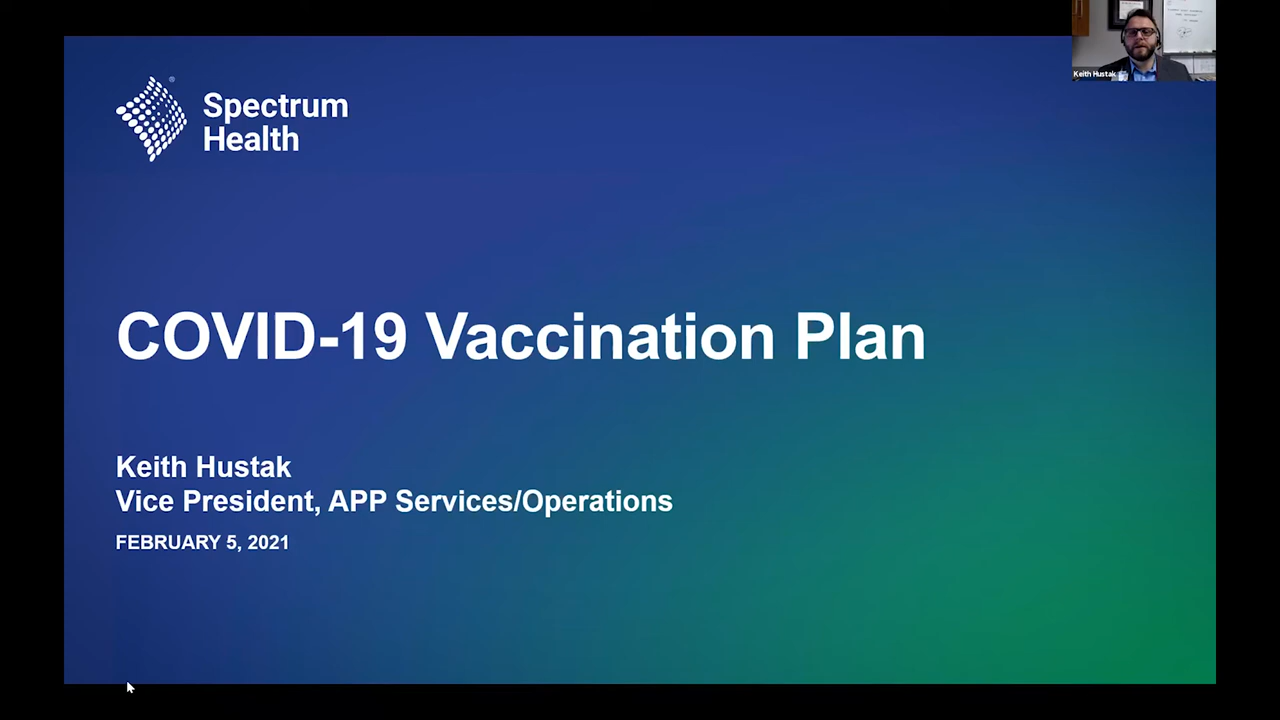 Spectrum
Health
®
Keith Hustak
COVID-19 Vaccination Plan
Keith Hustak
Vice President, APP Services/Operations
FEBRUARY 5, 2021